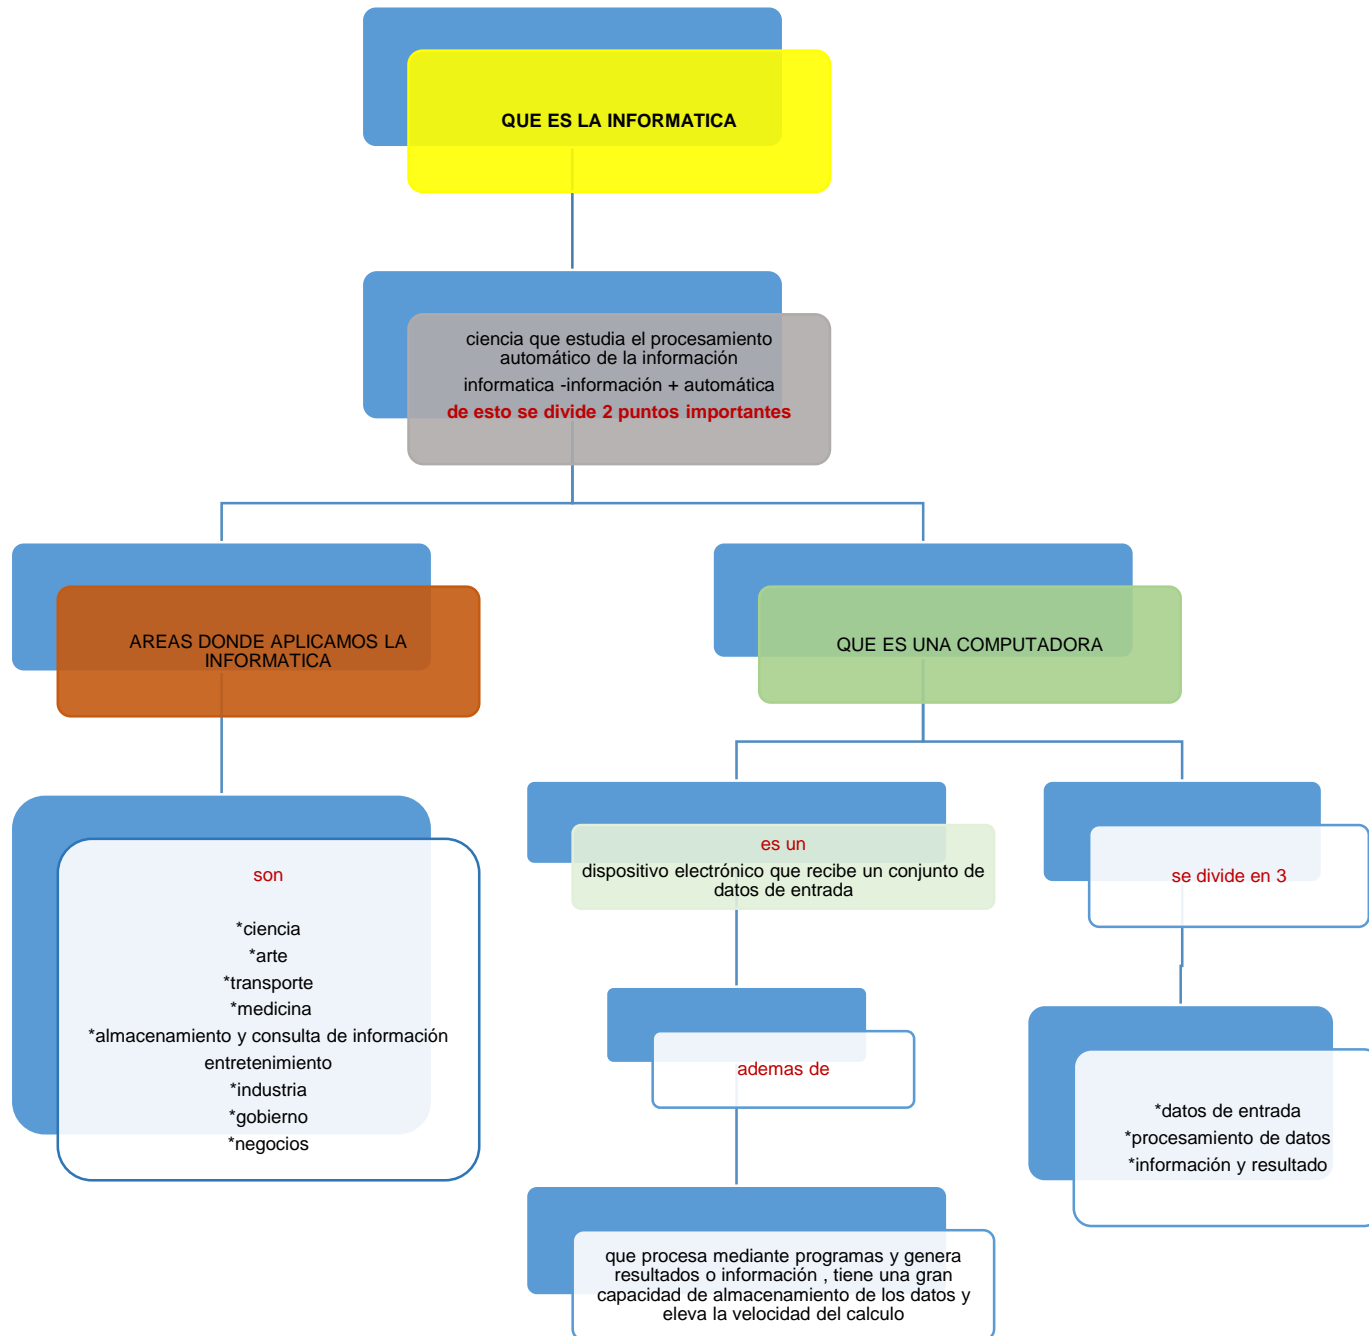 QUE ES LA INFORMATICA
ciencia que estudia el procesamiento
automático de la información
informatica -información + automática
de esto se divide 2 puntos importantes
AREAS DONDE APLICAMOS LA
INFORMATICA
son
*ciencia
*arte
*transporte
*medicina
*almacenamiento y consulta de información
entretenimiento
*industria
*gobierno
*negocios
QUE ES UNA COMPUTADORA
es un
dispositivo electrónico que recibe un conjunto de
datos de entrada
ademas de
que procesa mediante programas y genera
resultados o información , tiene una gran
capacidad de almacenamiento de los datos y
eleva la velocidad del calculo
se divide en 3
*datos de entrada
*procesamiento de datos
*información y resultado